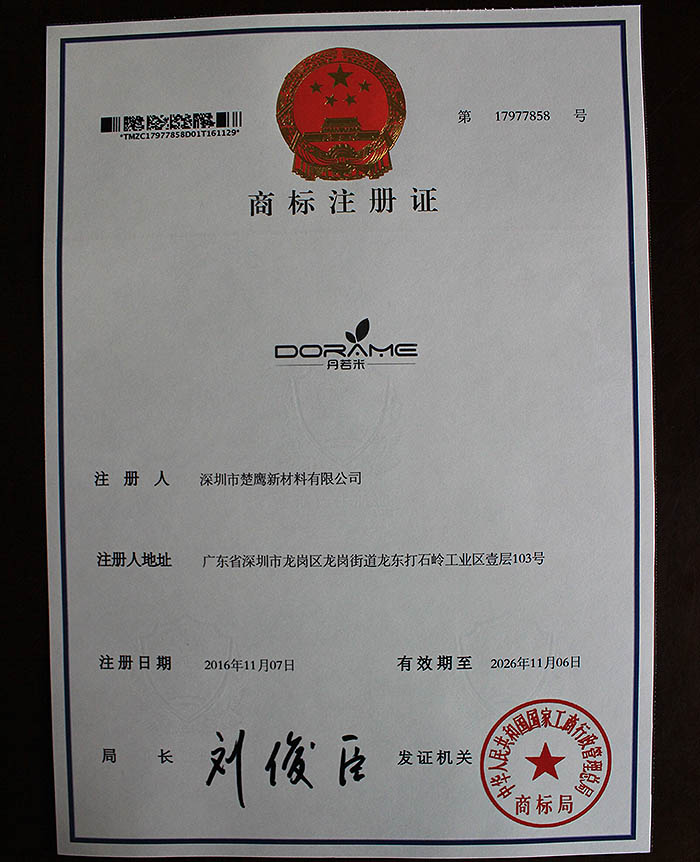 *TMZC17977858D01T161129*
第 17977858 号
商标注册证
DORAME
丹若米
注册人 深圳市楚鹰新材料有限公司
注册人地址 广东省深圳市龙岗区龙岗街道龙东打石岭工业区壹层103号
注册日期 2016年11月07日 有效期至 2026年11月06日
局长 刘俊臣 发证机关
中华人民共和国国家工商行政管理总局
商标局